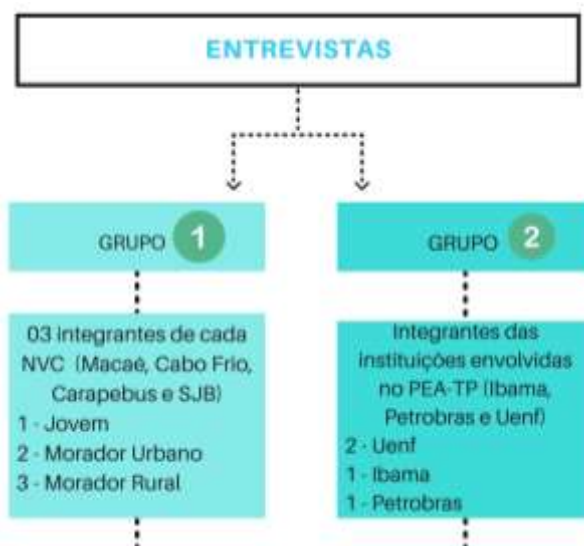 ENTREVISTAS
GRUPO 1
03 integrantes de cada
NVC (Macaé, Cabo Frio,
Carapebus e SJB)
1 - Jovem
2 - Morador Urbano
3 - Morador Rural
GRUPO 2
Integrantes das
instituições envolvidas
no PEA-TP (Ibama,
Petrobras e Uenf)
2 - Uenf
1 - Ibama
1 - Petrobras